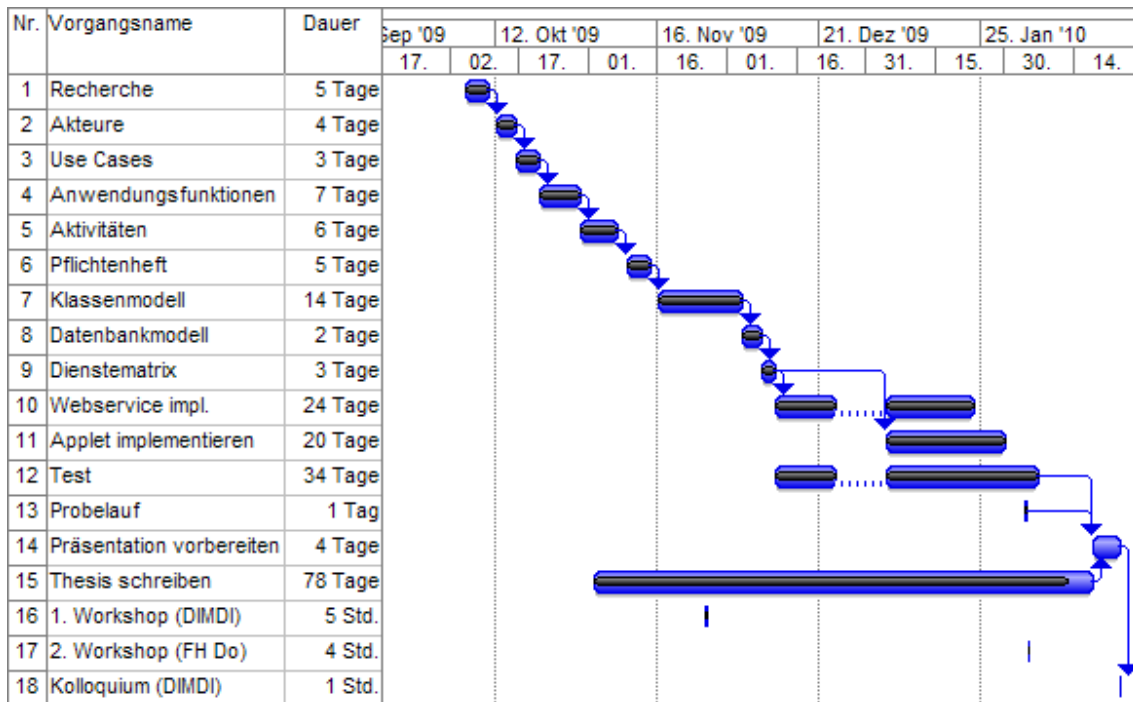 Nr. Vorgangsname Dauer
Sep '09 12. Okt '09 16. Nov '09 21. Dez '09 25. Jan '10
17. 02. 17. 01. 16. 01. 16. 31. 15. 30. 14.
1 Recherche 5 Tage
2 Akteure 4 Tage
3 Use Cases 3 Tage
4 Anwendungsfunktionen 7 Tage
5 Aktivitäten 6 Tage
6 Pflichtenheft 5 Tage
7 Klassenmodell 14 Tage
8 Datenbankmodell 2 Tage
9 Dienstematrix 3 Tage
10 Webservice impl. 24 Tage
11 Applet implementieren 20 Tage
12 Test 34 Tage
13 Probelauf 1 Tag
14 Präsentation vorbereiten 4 Tage
15 Thesis schreiben 78 Tage
16 1. Workshop (DIMDI) 5 Std.
17 2. Workshop (FH Do) 4 Std.
18 Kolloquium (DIMDI) 1 Std.